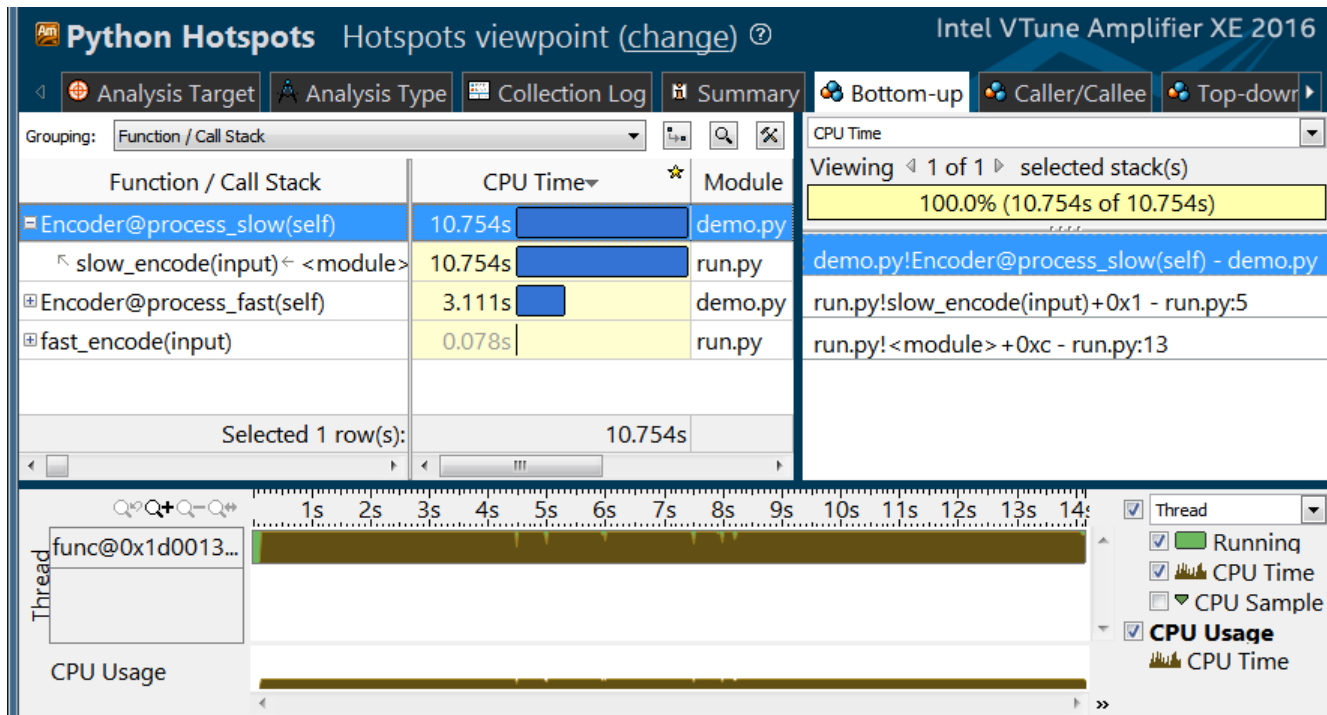 Python Hotspots Hotspots viewpoint (change) ?
Intel VTune Amplifier XE 2016
Analysis Target Analysis Type Collection Log Summary Bottom-up Caller/Callee Top-down
Grouping: Function / Call Stack
Function / Call Stack CPU Time Module
Encoder@process_slow(self) 10.754s demo.py
slow_encode(input) ← <module> 10.754s run.py
Encoder@process_fast(self) 3.111s demo.py
fast_encode(input) 0.078s run.py
Selected 1 row(s): 10.754s
CPU Time
Viewing 1 of 1 selected stack(s)
100.0% (10.754s of 10.754s)
demo.py!Encoder@process_slow(self) - demo.py
run.py!slow_encode(input)+0x1 - run.py:5
run.py!<module>+0xc - run.py:13
1s 2s 3s 4s 5s 6s 7s 8s 9s 10s 11s 12s 13s 14s
Thread
func@0x1d0013...
CPU Usage
Thread
Running
CPU Time
CPU Sample
CPU Usage
CPU Time